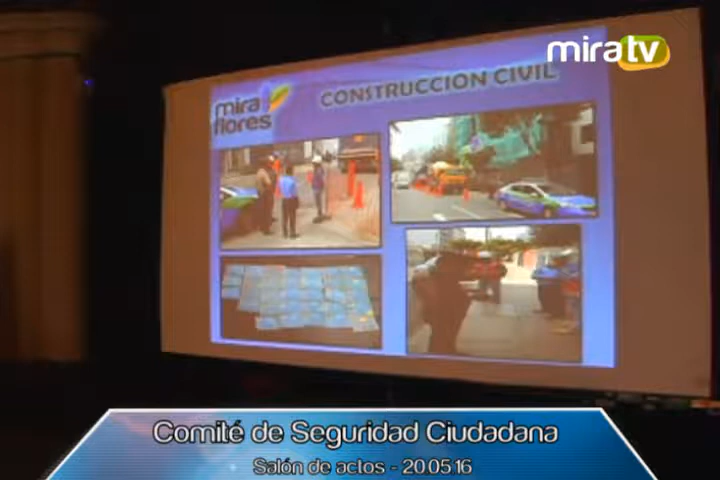 miratv
mira
flores
CONSTRUCCION CIVIL
Comité de Seguridad Ciudadana
Salón de actos - 20.05.16